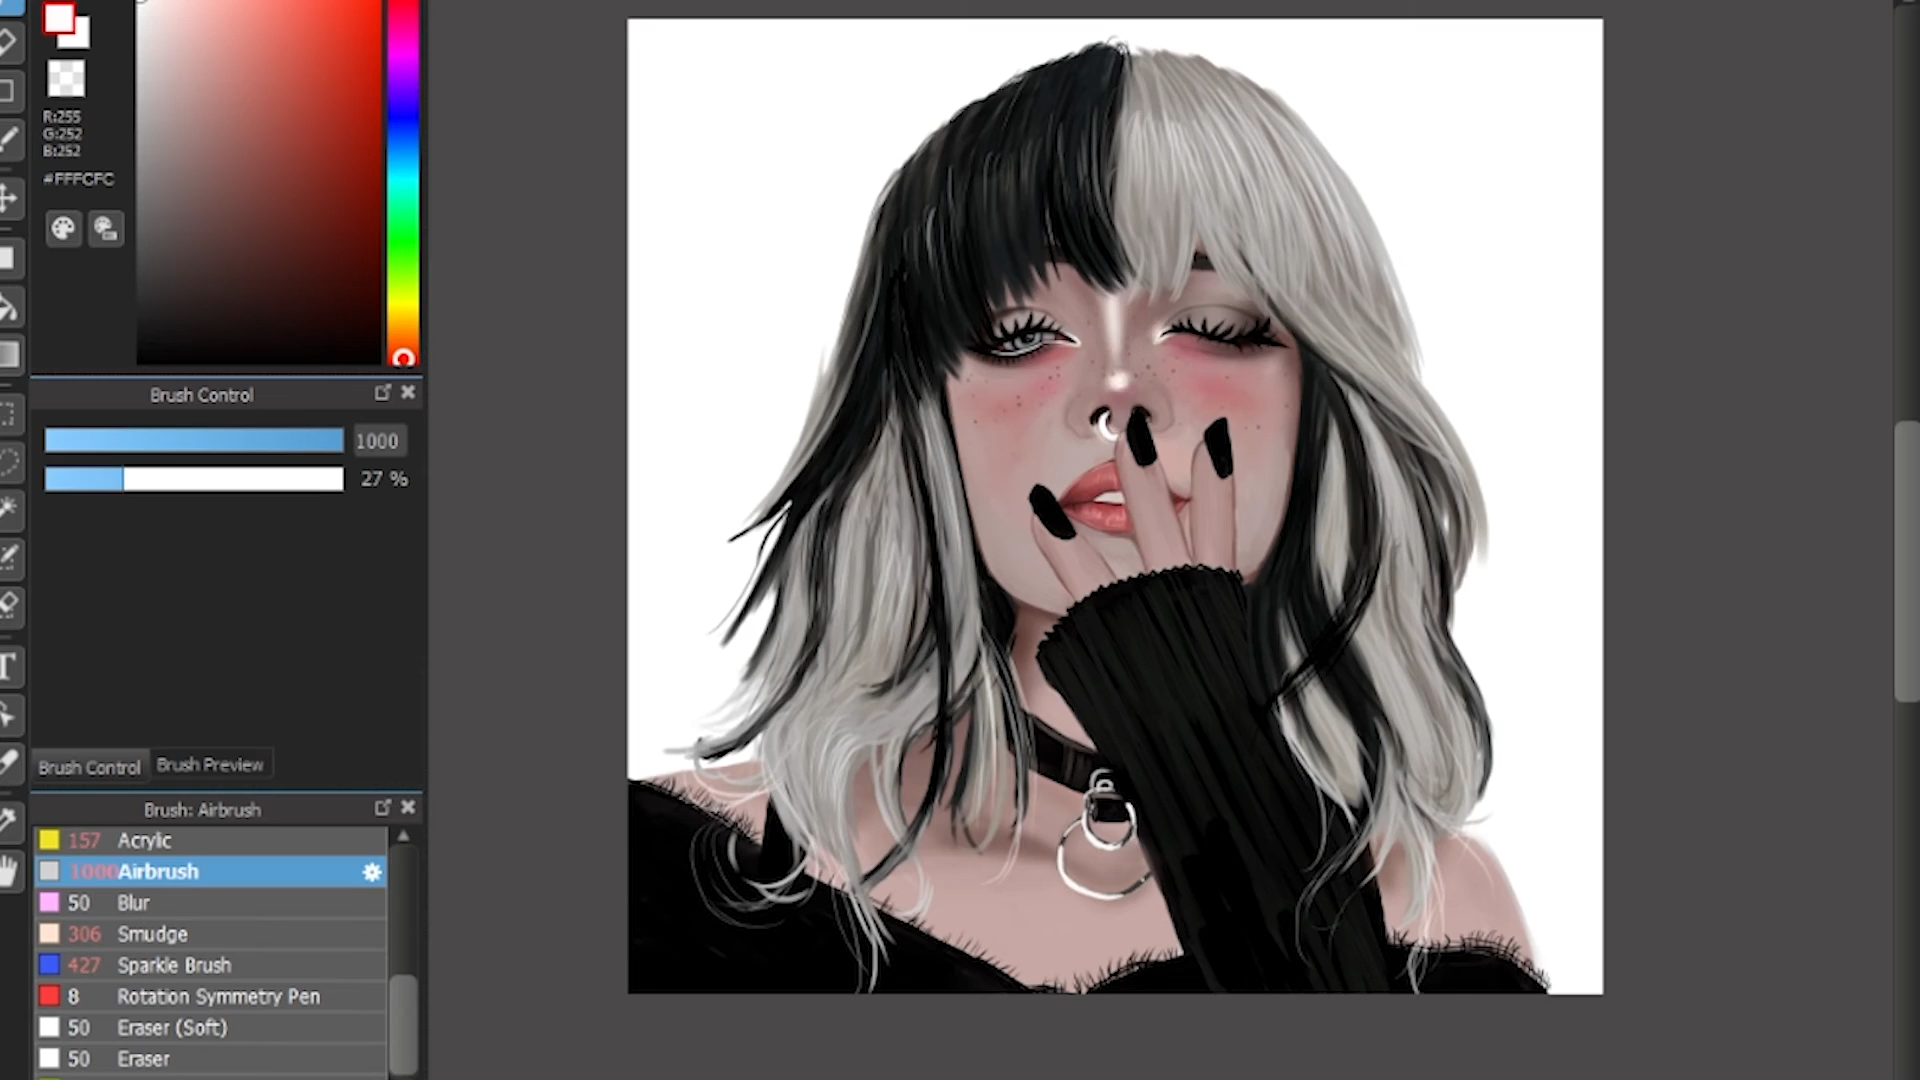 R:255
G:252
B:252
#FFFCFC
Brush Control
1000
27 %
Brush Control Brush Preview
Brush: Airbrush
157 Acrylic
1000 Airbrush
50 Blur
306 Smudge
427 Sparkle Brush
8 Rotation Symmetry Pen
50 Eraser (Soft)
50 Eraser
T